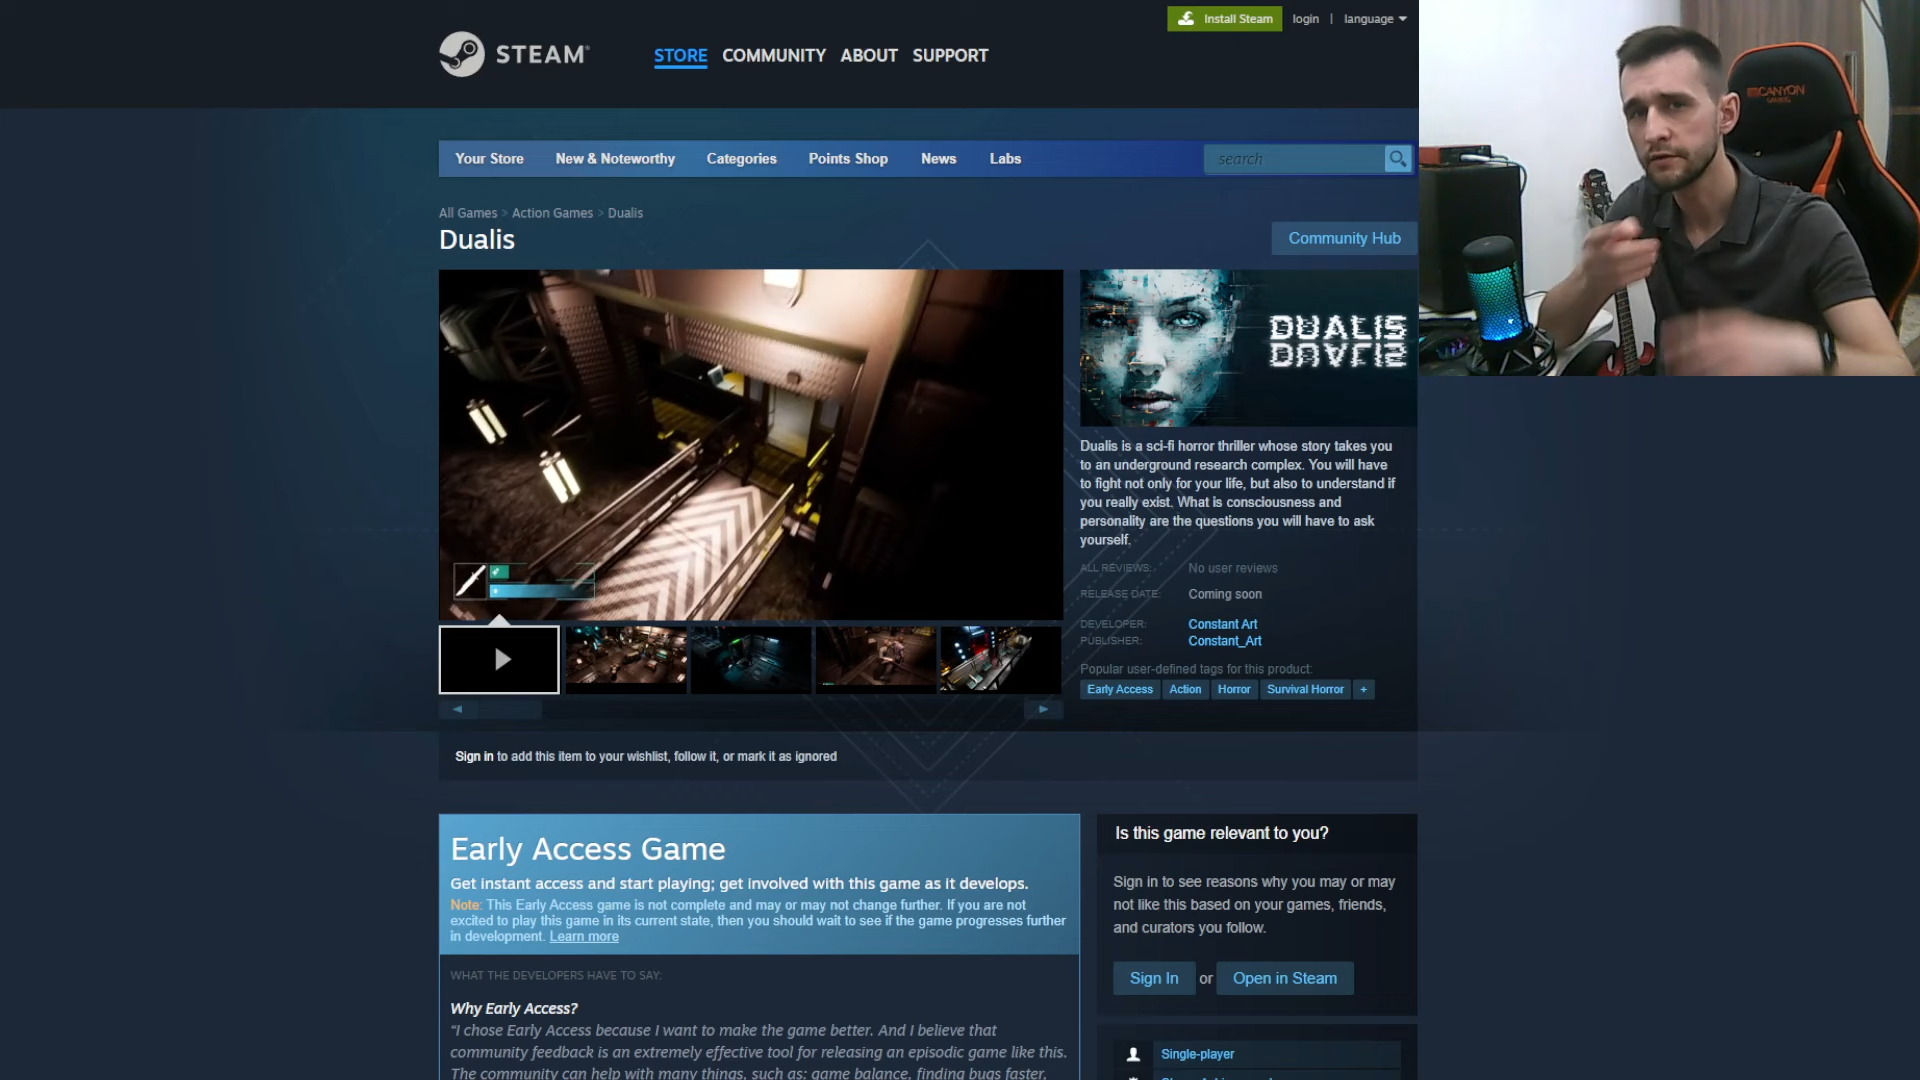 Install Steam
login | language
STEAM®
STORE COMMUNITY ABOUT SUPPORT
Your Store New & Noteworthy Categories Points Shop News Labs
search
All Games > Action Games > Dualis
Dualis
Community Hub
CANYON
GAMING
DUALIS
Dualis is a sci-fi horror thriller whose story takes you
to an underground research complex. You will have
to fight not only for your life, but also to understand if
you really exist. What is consciousness and
personality are the questions you will have to ask
yourself.
ALL REVIEWS: No user reviews
RELEASE DATE: Coming soon
DEVELOPER: Constant Art
PUBLISHER: Constant_Art
Popular user-defined tags for this product:
Early Access Action Horror Survival Horror +
Sign in to add this item to your wishlist, follow it, or mark it as ignored
Early Access Game
Get instant access and start playing; get involved with this game as it develops.
Note: This Early Access game is not complete and may or may not change further. If you are not
excited to play this game in its current state, then you should wait to see if the game progresses further
in development. Learn more
WHAT THE DEVELOPERS HAVE TO SAY:
Why Early Access?
“I chose Early Access because I want to make the game better. And I believe that
community feedback is an extremely effective tool for releasing an episodic game like this.
The community can help with many things, such as: game balance, finding bugs faster,
Is this game relevant to you?
Sign in to see reasons why you may or may
not like this based on your games, friends,
and curators you follow.
Sign In or Open in Steam
Single-player